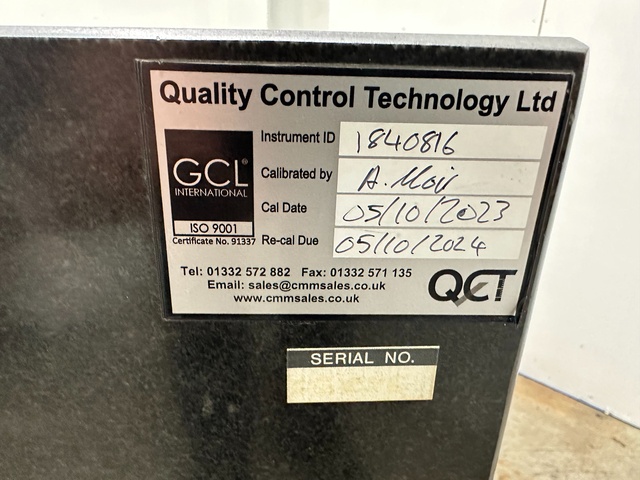 Quality Control Technology Ltd
GCL®
INTERNATIONAL
ISO 9001
Certificate No. 91337
Instrument ID 1840816
Calibrated by A. Moir
Cal Date 05/10/2023
Re-cal Due 05/10/2024
Tel: 01332 572 882 Fax: 01332 571 135
Email: sales@cmmsales.co.uk
www.cmmsales.co.uk
QCT
SERIAL NO.